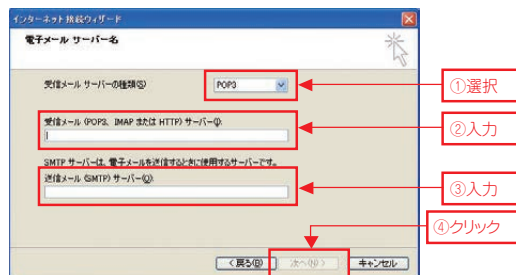 インターネット接続ウィザード
電子メール サーバー名
受信メール サーバーの種類(S)
POP3
①選択
受信メール (POP3、IMAP または HTTP) サーバー(I):
②入力
SMTP サーバーは、電子メールを送信するときに使用するサーバーです。
送信メール (SMTP) サーバー(O):
③入力
④クリック
< 戻る(B)
次へ(N) >
キャンセル